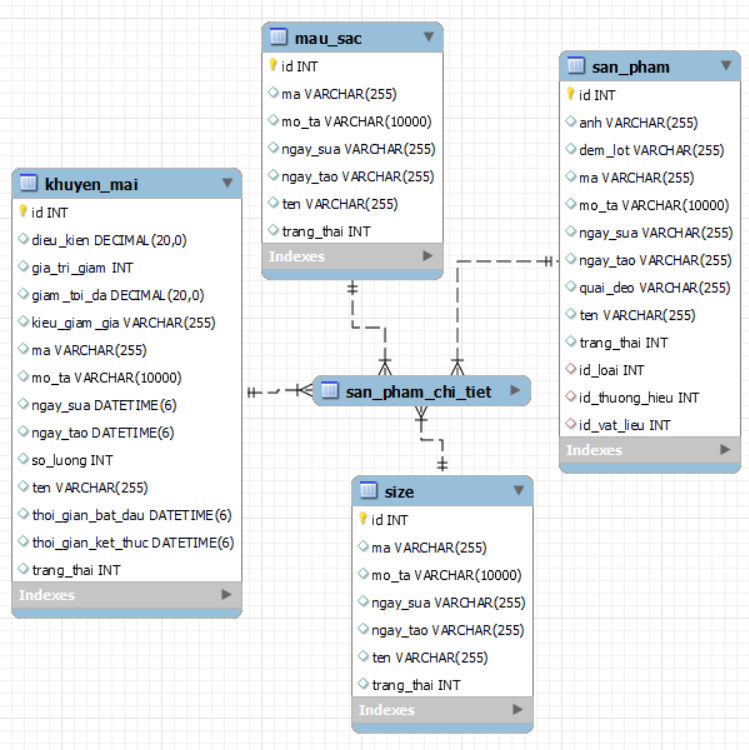 mau_sac
id INT
ma VARCHAR(255)
mo_ta VARCHAR(10000)
ngay_sua VARCHAR(255)
ngay_tao VARCHAR(255)
ten VARCHAR(255)
trang_thai INT
Indexes
san_pham
id INT
anh VARCHAR(255)
dem_lot VARCHAR(255)
ma VARCHAR(255)
mo_ta VARCHAR(10000)
ngay_sua VARCHAR(255)
ngay_tao VARCHAR(255)
quai_deo VARCHAR(255)
ten VARCHAR(255)
trang_thai INT
id_loai INT
id_thuong_hieu INT
id_vat_lieu INT
Indexes
khuyen_mai
id INT
dieu_kien DECIMAL(20,0)
gia_tri_giam INT
giam_toi_da DECIMAL(20,0)
kieu_giam_gia VARCHAR(255)
ma VARCHAR(255)
mo_ta VARCHAR(10000)
ngay_sua DATETIME(6)
ngay_tao DATETIME(6)
so_luong INT
ten VARCHAR(255)
thoi_gian_bat_dau DATETIME(6)
thoi_gian_ket_thuc DATETIME(6)
trang_thai INT
Indexes
san_pham_chi_tiet
size
id INT
ma VARCHAR(255)
mo_ta VARCHAR(10000)
ngay_sua VARCHAR(255)
ngay_tao VARCHAR(255)
ten VARCHAR(255)
trang_thai INT
Indexes